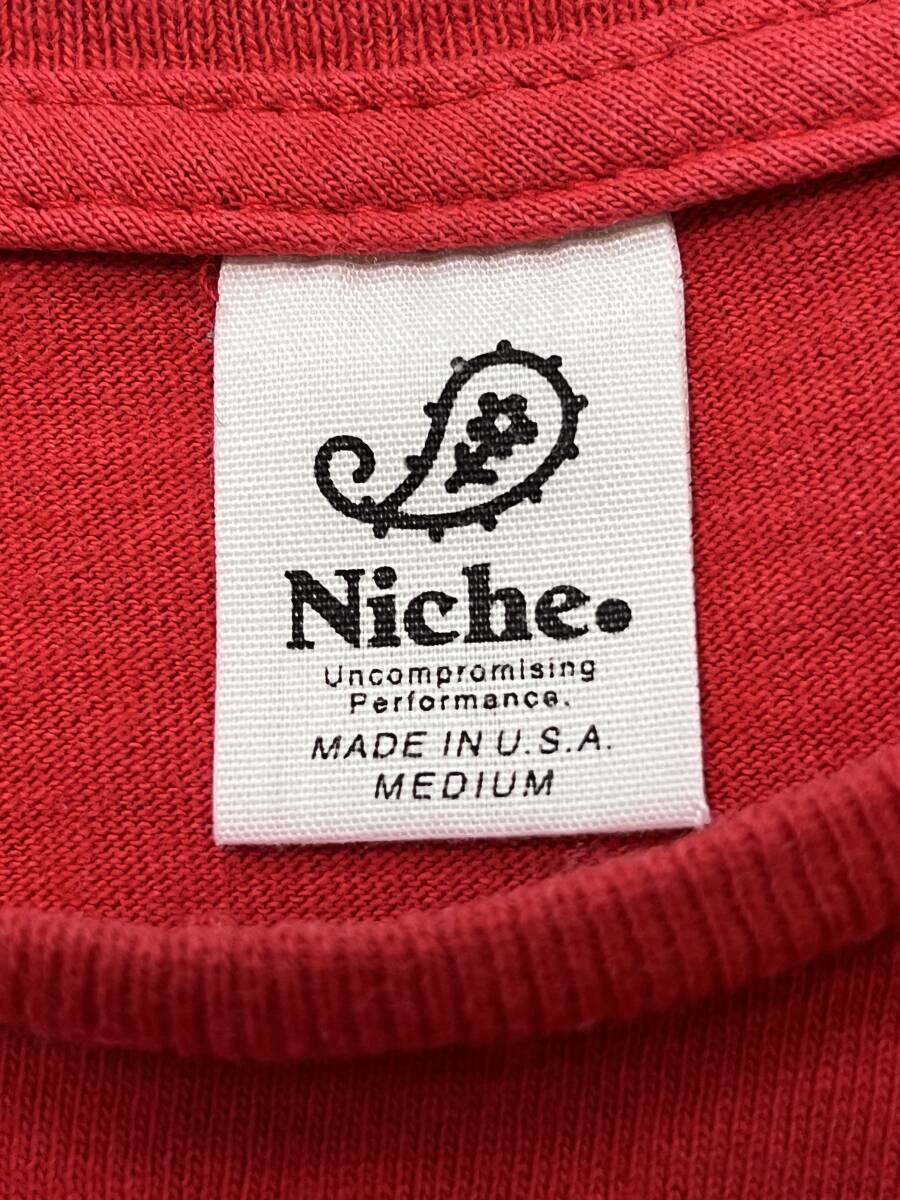 Niche.
Uncompromising
Performance.
MADE IN U.S.A.
MEDIUM